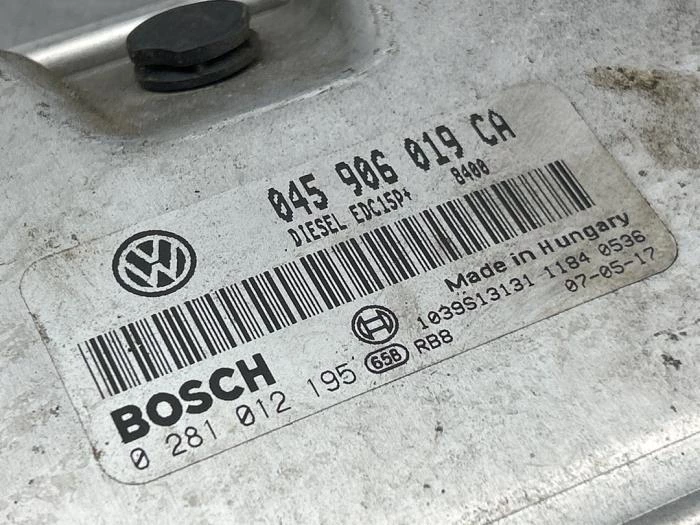 045 906 019 CA
DIESEL EDC15P+ 8400
Made in Hungary
1039S13131 1184 0536
07-05-17
BOSCH
0 281 012 195 65B RB8